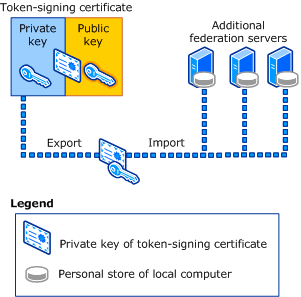 Token-signing certificate
Private
key
Public
key
Additional
federation servers
Export
Import
Legend
Private key of token-signing certificate
Personal store of local computer